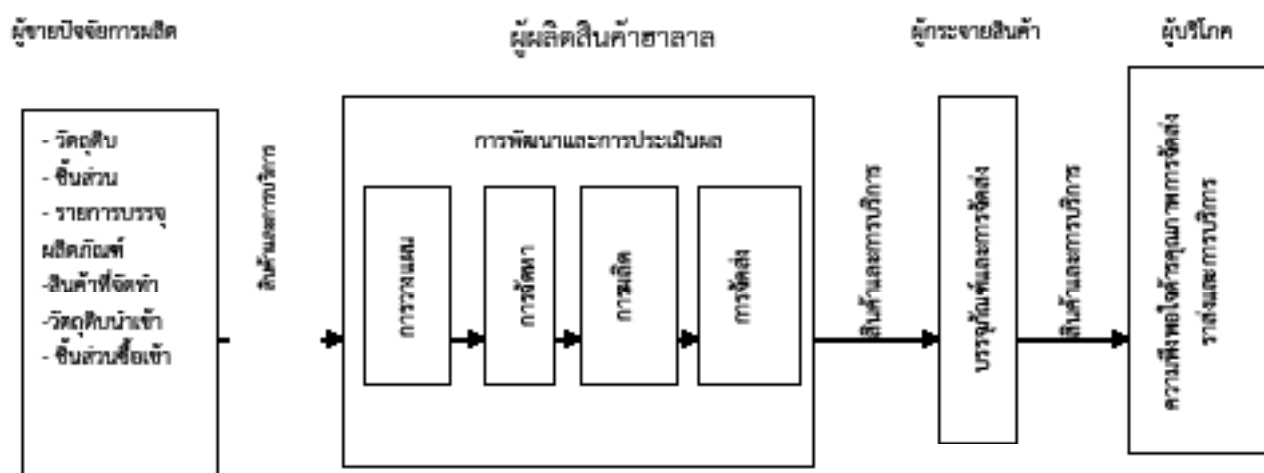 ผู้ขายปัจจัยการผลิต
ผู้ผลิตสินค้าฮาลาล
ผู้กระจายสินค้า
ผู้บริโภค
- วัตถุดิบ
- ชิ้นส่วน
- รายการบรรจุ
ผลิตภัณฑ์
-สินค้าที่จัดทำ
-วัตถุดิบนำเข้า
- ชิ้นส่วนซื้อเข้า
สินค้าและการบริการ
การพัฒนาและการประเมินผล
การวางแผน
การจัดหา
การผลิต
การจัดส่ง
สินค้าและการบริการ
บรรจุภัณฑ์และการจัดส่ง
สินค้าและการบริการ
ความพึงพอใจด้ารคุณภาพการจัดส่ง
ราส่งและการบริการ